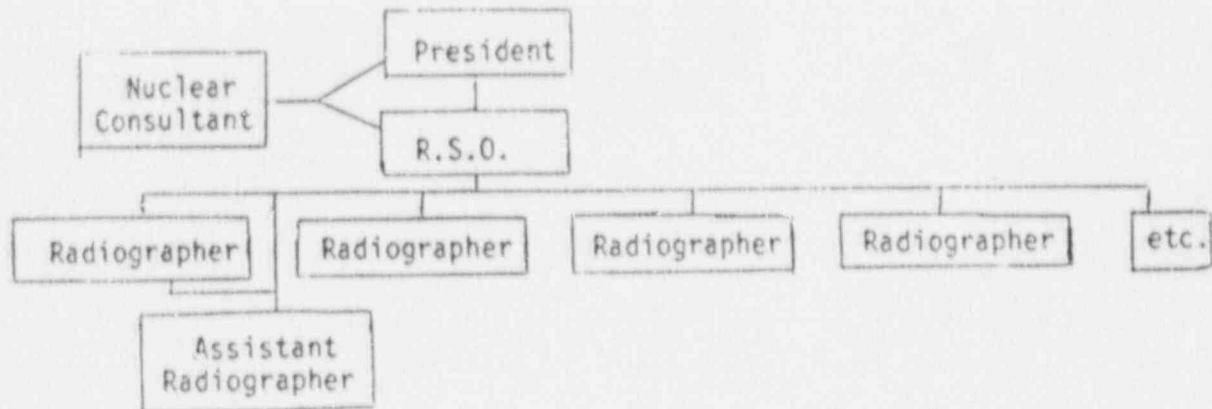 President
Nuclear
Consultant
R.S.O.
Radiographer
Radiographer
Radiographer
Radiographer
etc.
Assistant
Radiographer